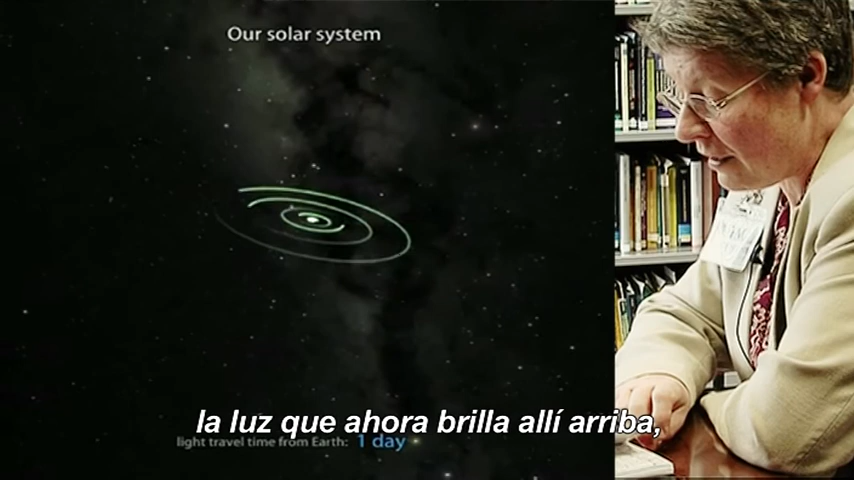 Our solar system
la luz que ahora brilla allí arriba,
light travel time from Earth: 1 day